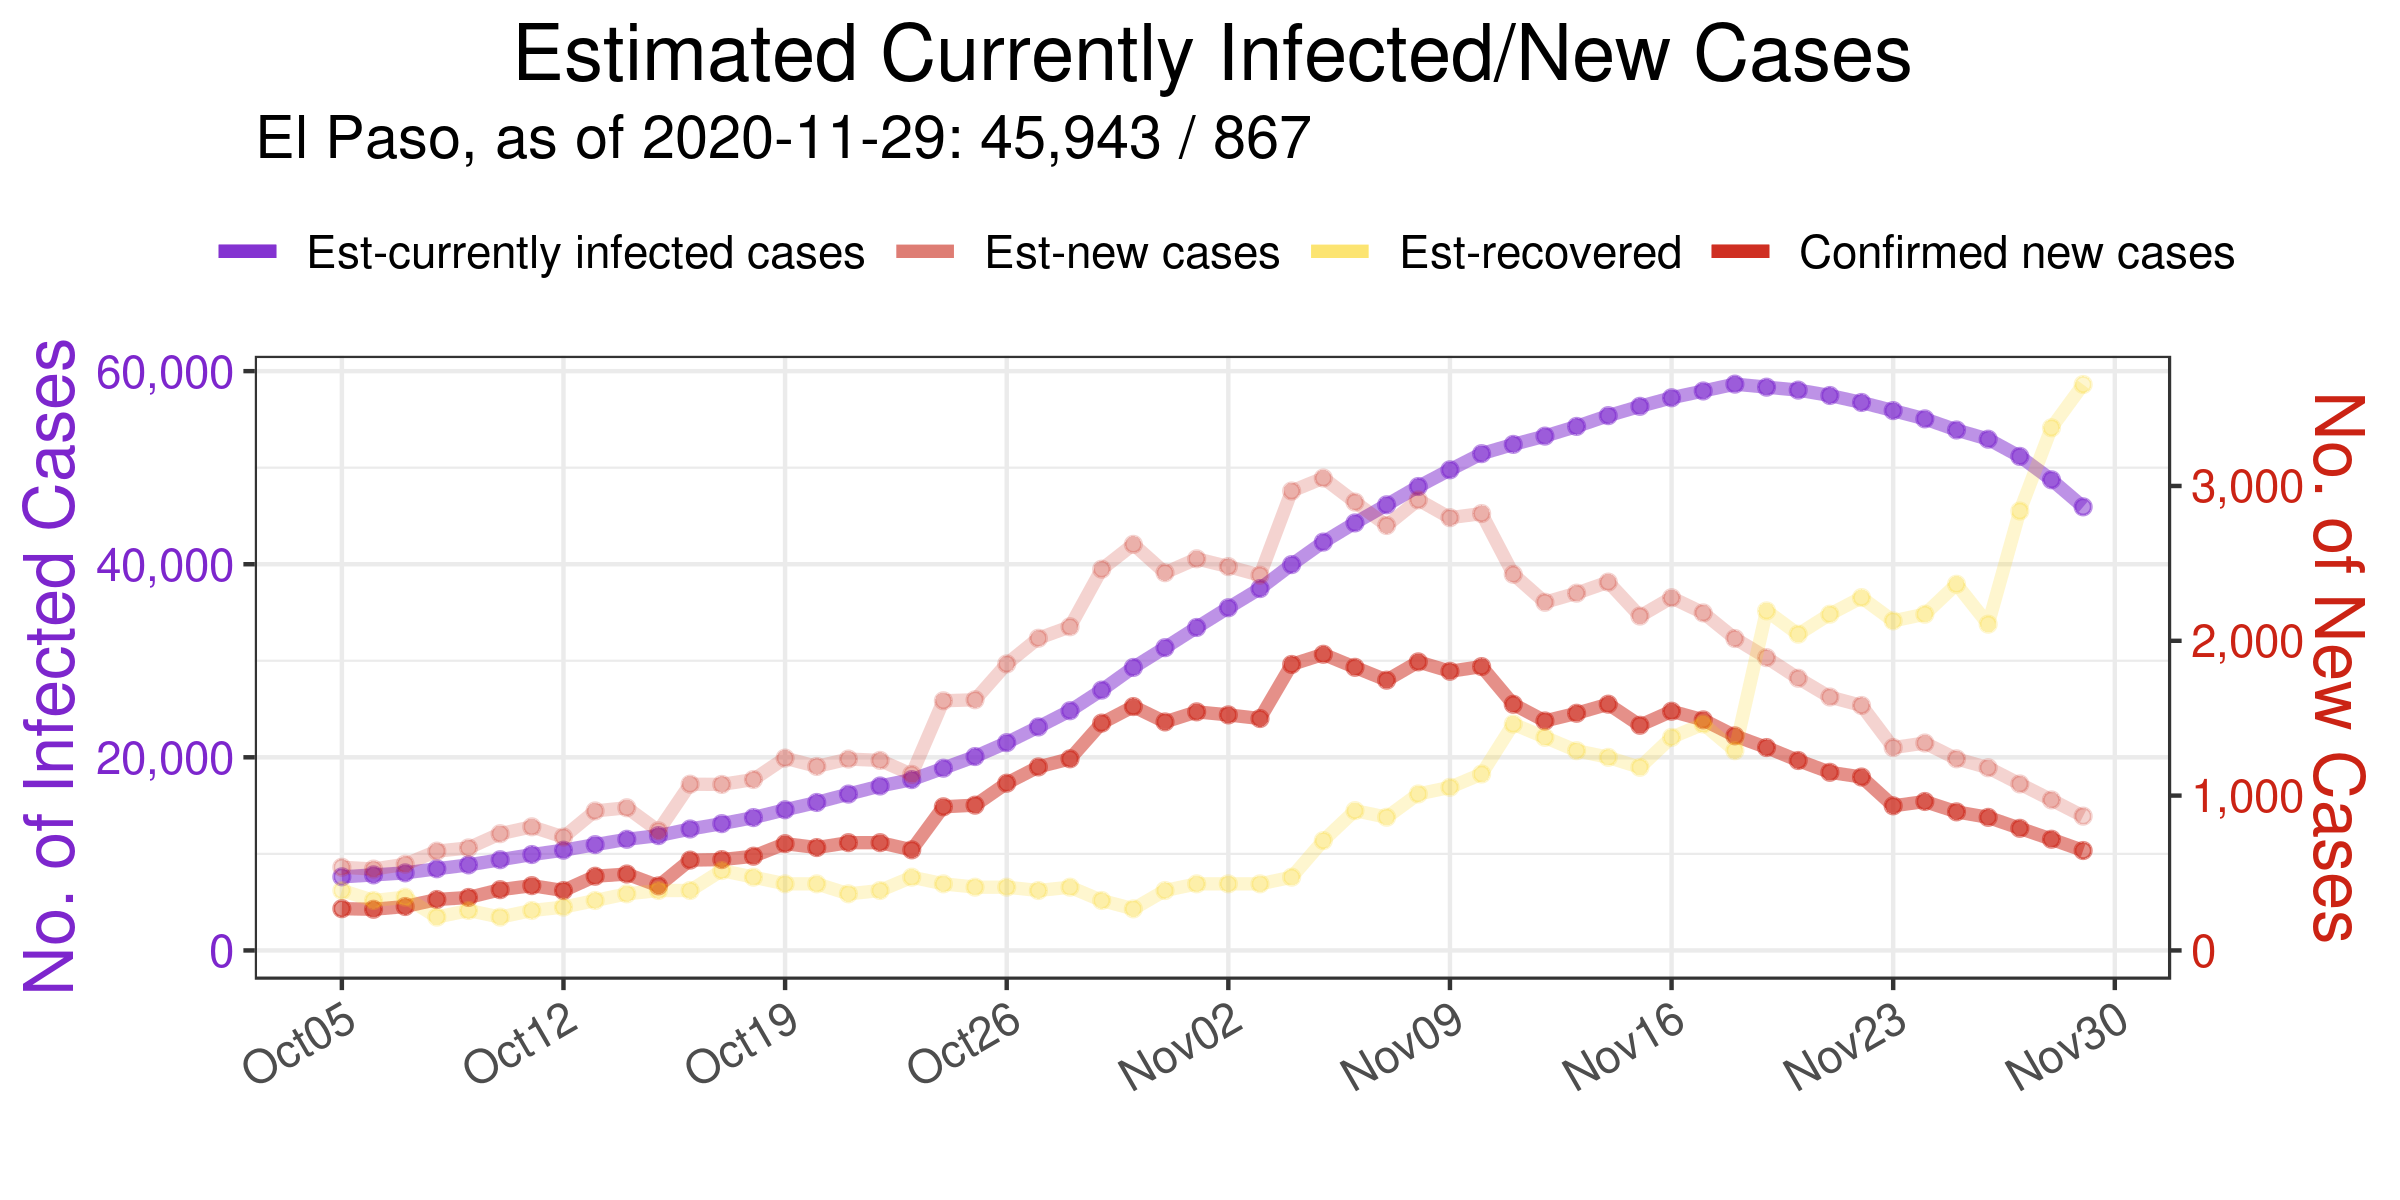 Estimated Currently Infected/New Cases
El Paso, as of 2020-11-29: 45,943 / 867
Est-currently infected cases Est-new cases Est-recovered Confirmed new cases
No. of Infected Cases
60,000
40,000
20,000
0
3,000
2,000
1,000
0
No. of New Cases
Oct05 Oct12 Oct19 Oct26 Nov02 Nov09 Nov16 Nov23 Nov30